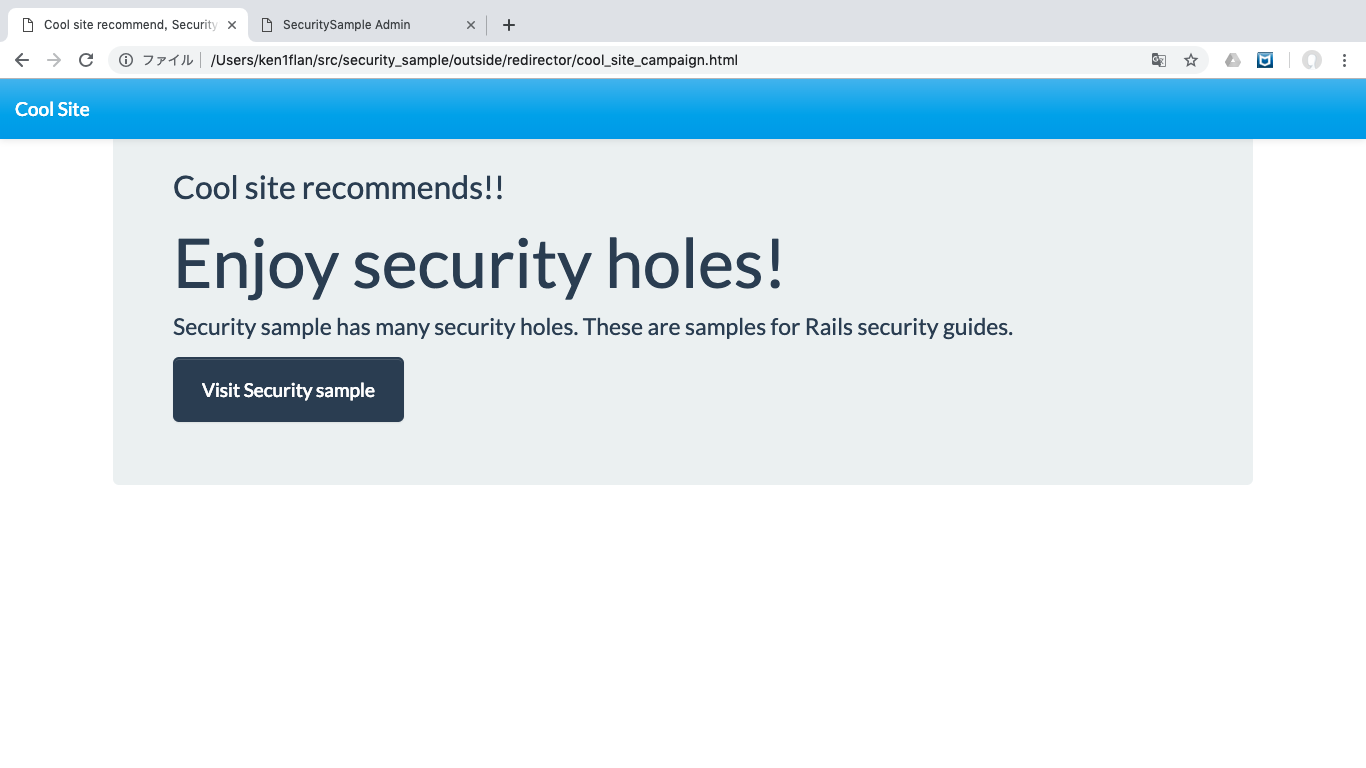 Cool site recommend, Security
SecuritySample Admin
ファイル /Users/ken1flan/src/security_sample/outside/redirector/cool_site_campaign.html
Cool Site
Cool site recommends!!
Enjoy security holes!
Security sample has many security holes. These are samples for Rails security guides.
Visit Security sample